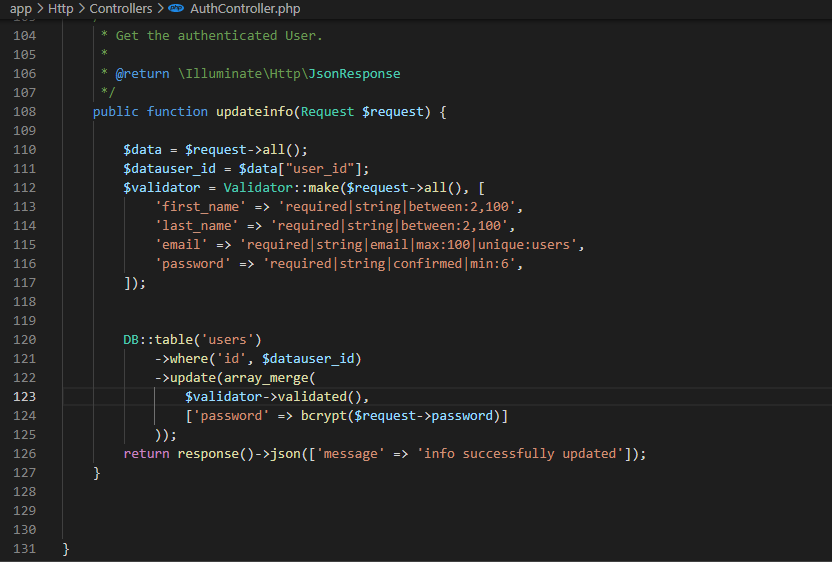 app > Http > Controllers > AuthController.php
103
104 * Get the authenticated User.
105 *
106 * @return \Illuminate\Http\JsonResponse
107 */
108 public function updateinfo(Request $request) {
109
110 $data = $request->all();
111 $datauser_id = $data["user_id"];
112 $validator = Validator::make($request->all(), [
113 'first_name' => 'required|string|between:2,100',
114 'last_name' => 'required|string|between:2,100',
115 'email' => 'required|string|email|max:100|unique:users',
116 'password' => 'required|string|confirmed|min:6',
117 ]);
118
119
120 DB::table('users')
121 ->where('id', $datauser_id)
122 ->update(array_merge(
123 $validator->validated(),
124 ['password' => bcrypt($request->password)]
125 ));
126 return response()->json(['message' => 'info successfully updated']);
127 }
128
129
130
131 }